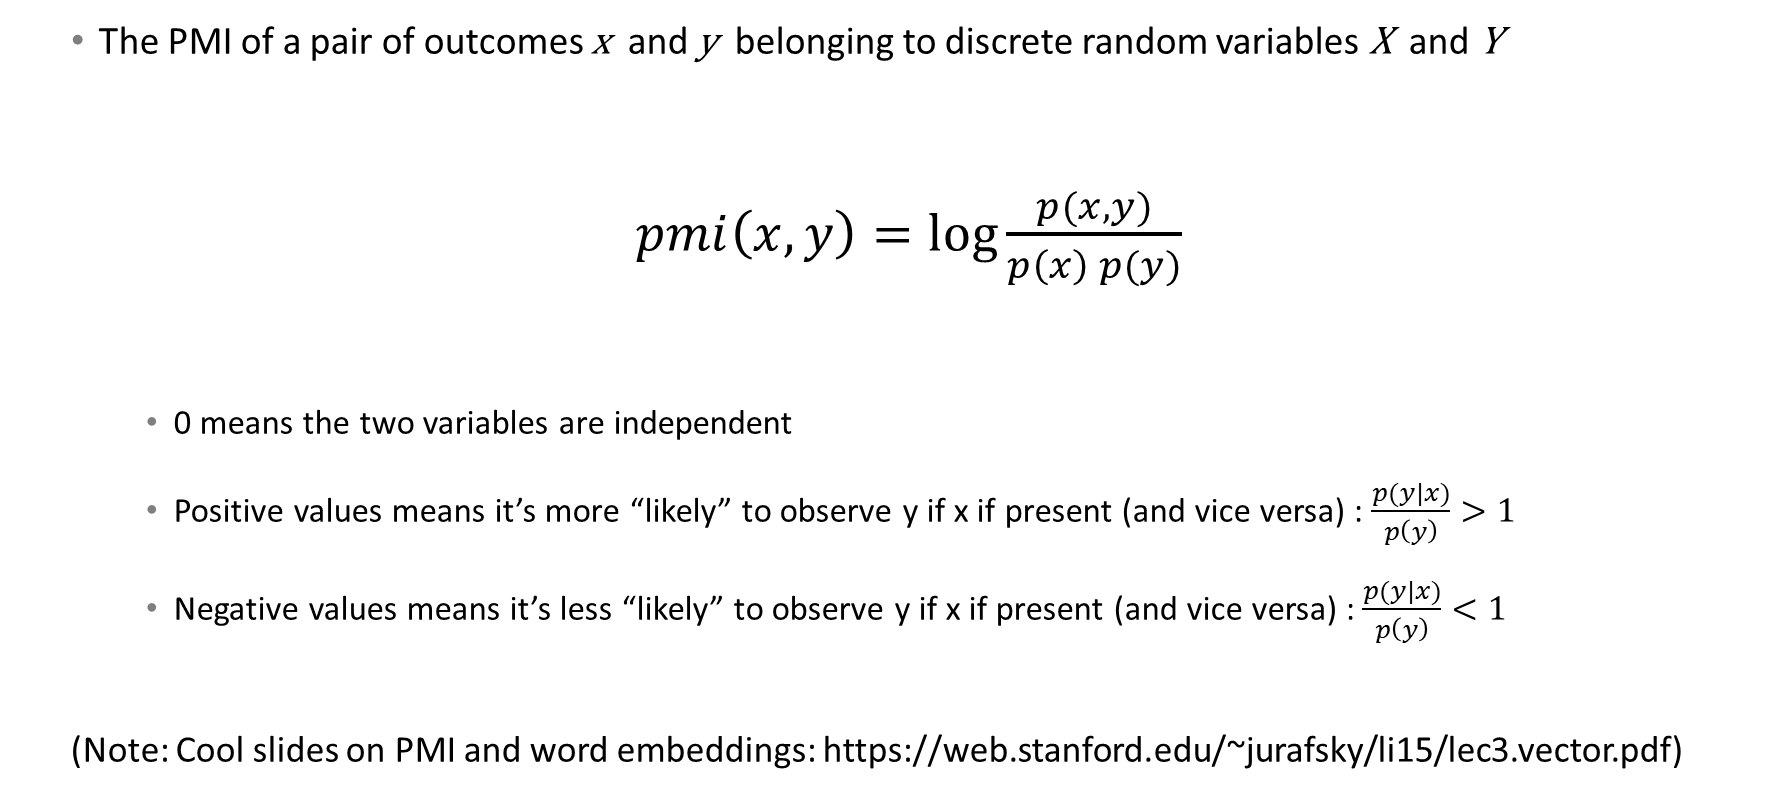 • The PMI of a pair of outcomes x and y belonging to discrete random variables X and Y
pmi(x, y) = log p(x,y) / p(x) p(y)
• 0 means the two variables are independent
• Positive values means it’s more “likely” to observe y if x if present (and vice versa) : p(y|x) / p(y) > 1
• Negative values means it’s less “likely” to observe y if x if present (and vice versa) : p(y|x) / p(y) < 1
(Note: Cool slides on PMI and word embeddings: https://web.stanford.edu/~jurafsky/li15/lec3.vector.pdf)